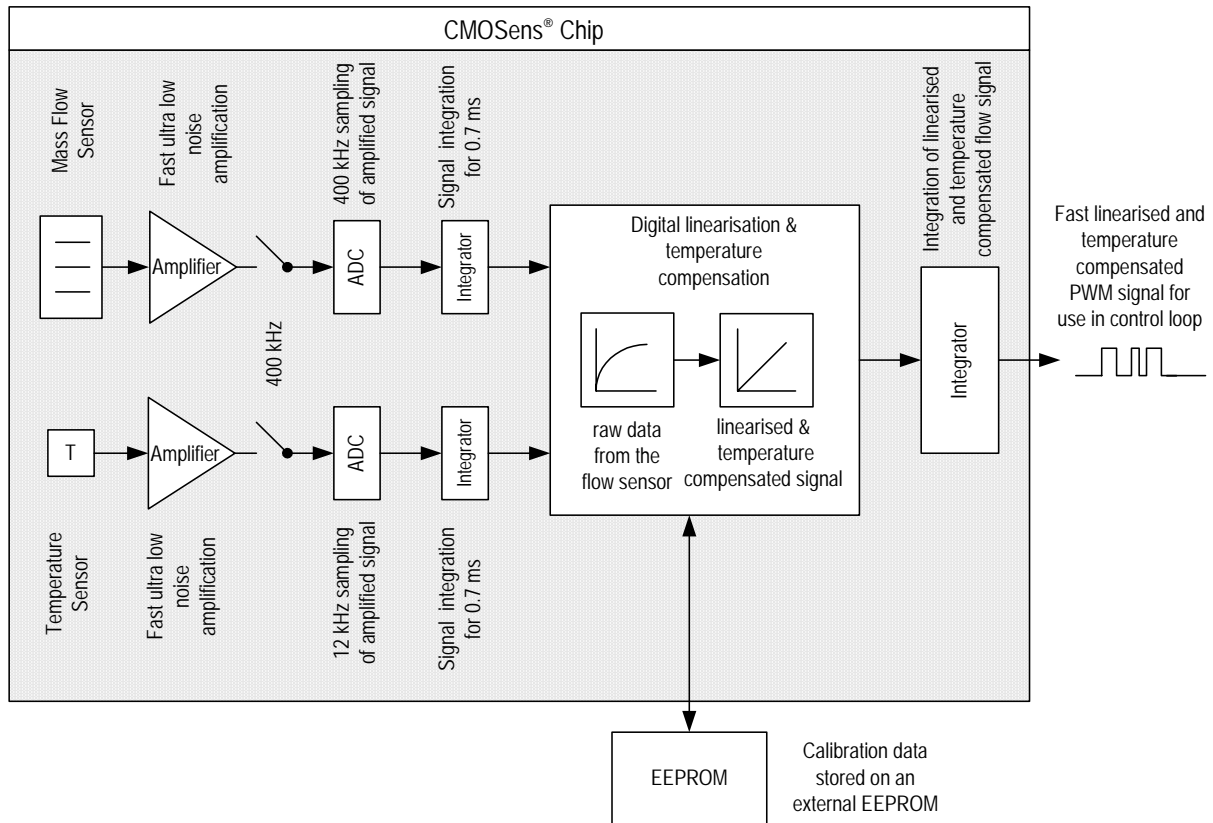 CMOSens® Chip
Mass Flow
Sensor
Fast ultra low
noise
amplification
400 kHz sampling
of amplified signal
Signal integration
for 0.7 ms
Integration of linearised
and temperature
compensated flow signal
Amplifier
ADC
Integrator
400 kHz
Digital linearisation &
temperature
compensation
raw data
from the
flow sensor
linearised &
temperature
compensated signal
Integrator
Fast linearised and
temperature
compensated
PWM signal for
use in control loop
T
Amplifier
ADC
Integrator
Temperature
Sensor
Fast ultra low
noise
amplification
12 kHz sampling
of amplified signal
Signal integration
for 0.7 ms
EEPROM
Calibration data
stored on an
external EEPROM